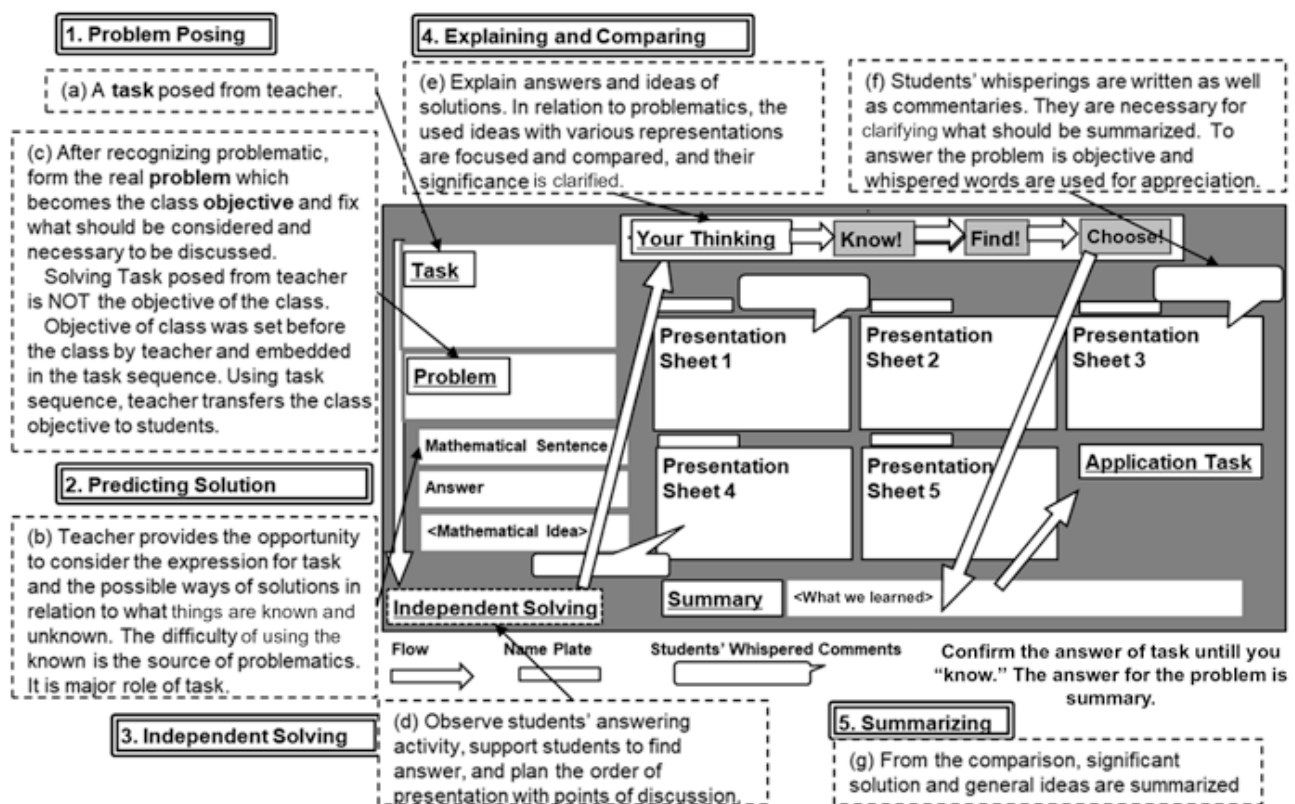 1. Problem Posing
(a) A task posed from teacher.
(c) After recognizing problematic,
form the real problem which
becomes the class objective and fix
what should be considered and
necessary to be discussed.
Solving Task posed from teacher
is NOT the objective of the class.
Objective of class was set before
the class by teacher and embedded
in the task sequence. Using task
sequence, teacher transfers the class
objective to students.
2. Predicting Solution
(b) Teacher provides the opportunity
to consider the expression for task
and the possible ways of solutions in
relation to what things are known and
unknown. The difficulty of using the
known is the source of problematics.
It is major role of task.
3. Independent Solving
(d) Observe students' answering
activity, support students to find
answer, and plan the order of
presentation with points of discussion.
4. Explaining and Comparing
(e) Explain answers and ideas of
solutions. In relation to problematics, the
used ideas with various representations
are focused and compared, and their
significance is clarified.
(f) Students' whisperings are written as well
as commentaries. They are necessary for
clarifying what should be summarized. To
answer the problem is objective and
whispered words are used for appreciation.
Your Thinking
Know!
Find!
Choose!
Task
Problem
Mathematical Sentence
Answer
<Mathematical Idea>
Independent Solving
Presentation
Sheet 1
Presentation
Sheet 2
Presentation
Sheet 3
Presentation
Sheet 4
Presentation
Sheet 5
Application Task
Summary
<What we learned>
Flow
Name Plate
Students' Whispered Comments
Confirm the answer of task untill you
"know." The answer for the problem is
summary.
5. Summarizing
(g) From the comparison, significant
solution and general ideas are summarized